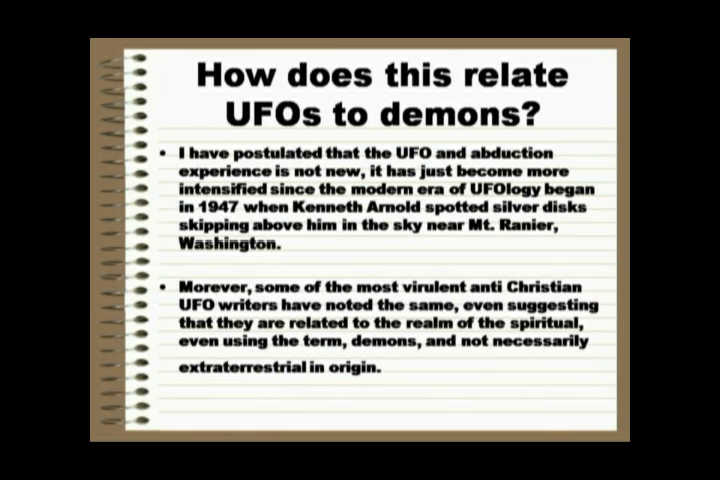 How does this relate
UFOs to demons?
• I have postulated that the UFO and abduction
experience is not new, it has just become more
intensified since the modern era of UFOlogy began
in 1947 when Kenneth Arnold spotted silver disks
skipping above him in the sky near Mt. Ranier,
Washington.
• Morever, some of the most virulent anti Christian
UFO writers have noted the same, even suggesting
that they are related to the realm of the spiritual,
even using the term, demons, and not necessarily
extraterrestrial in origin.